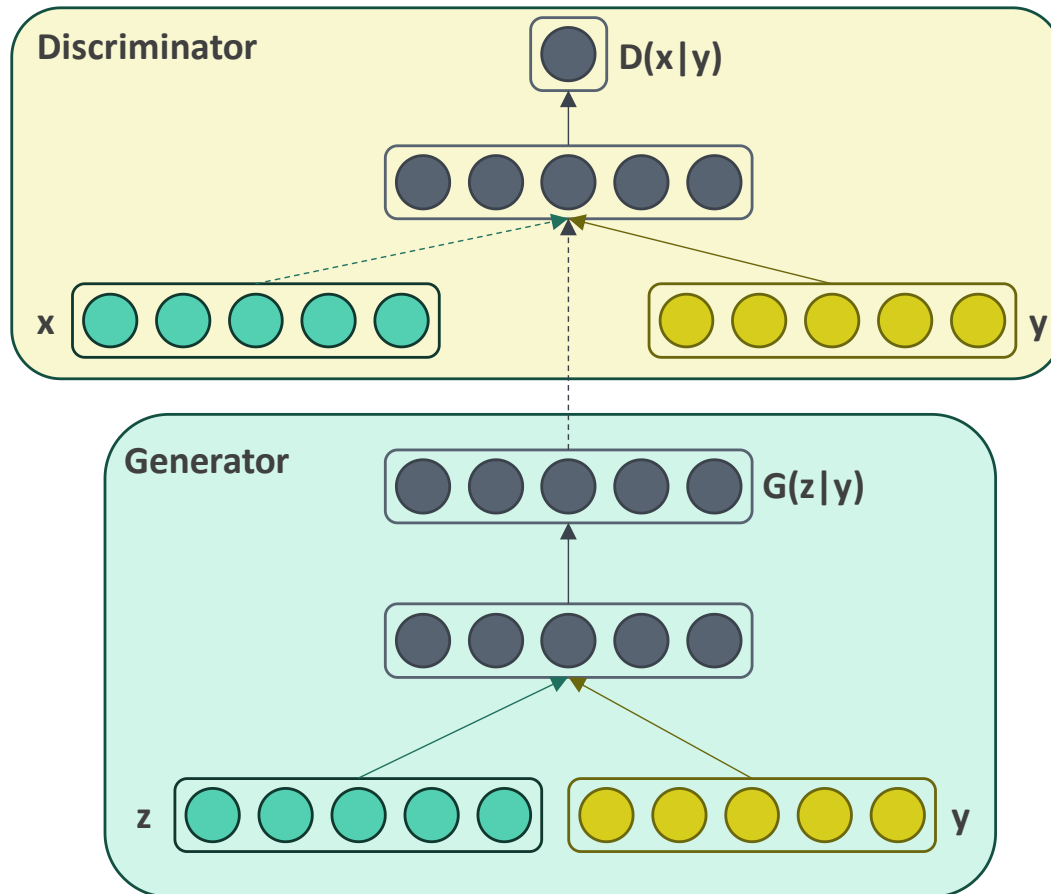 Discriminator
D(x|y)
x
y
Generator
G(z|y)
z
y